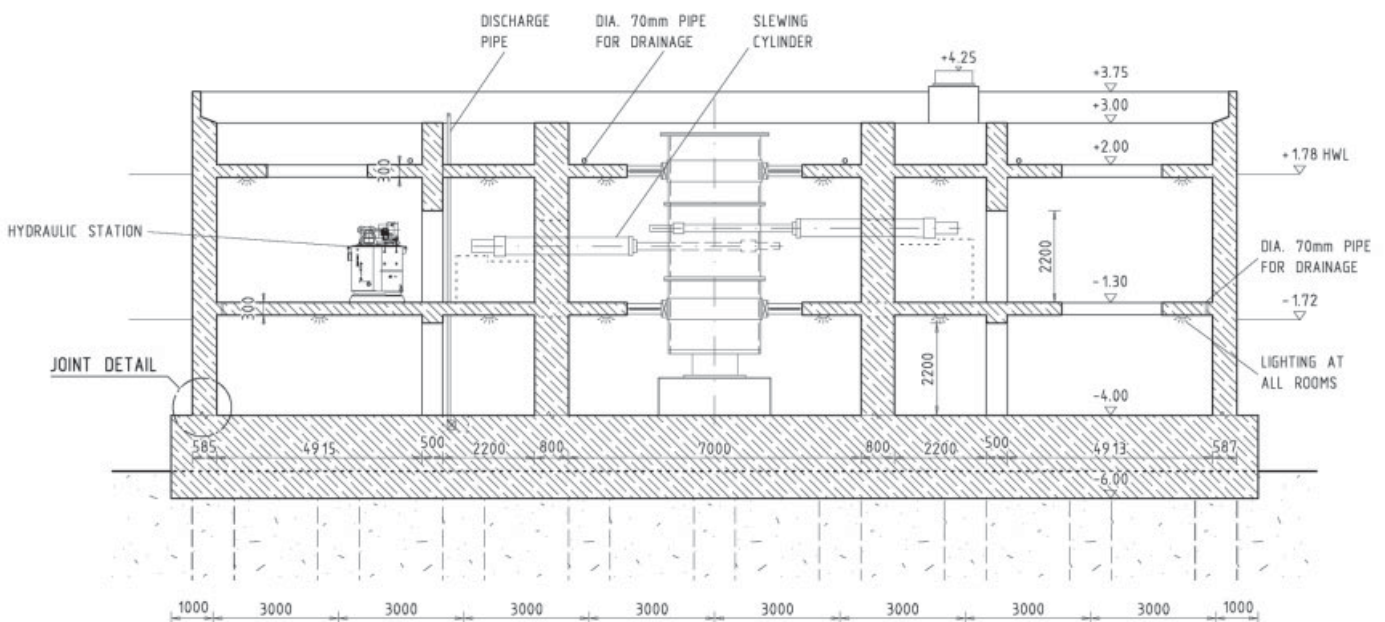 DISCHARGE
PIPE
DIA. 70mm PIPE
FOR DRAINAGE
SLEWING
CYLINDER
+4.25
+3.75
+3.00
+2.00
+1.78 HWL
300
HYDRAULIC STATION
2200
DIA. 70mm PIPE
FOR DRAINAGE
-1.30
-1.72
300
JOINT DETAIL
2200
LIGHTING AT
ALL ROOMS
-4.00
585 4915 500 2200 800 7000 800 2200 500 4913 587
-6.00
1000 3000 3000 3000 3000 3000 3000 3000 3000 1000